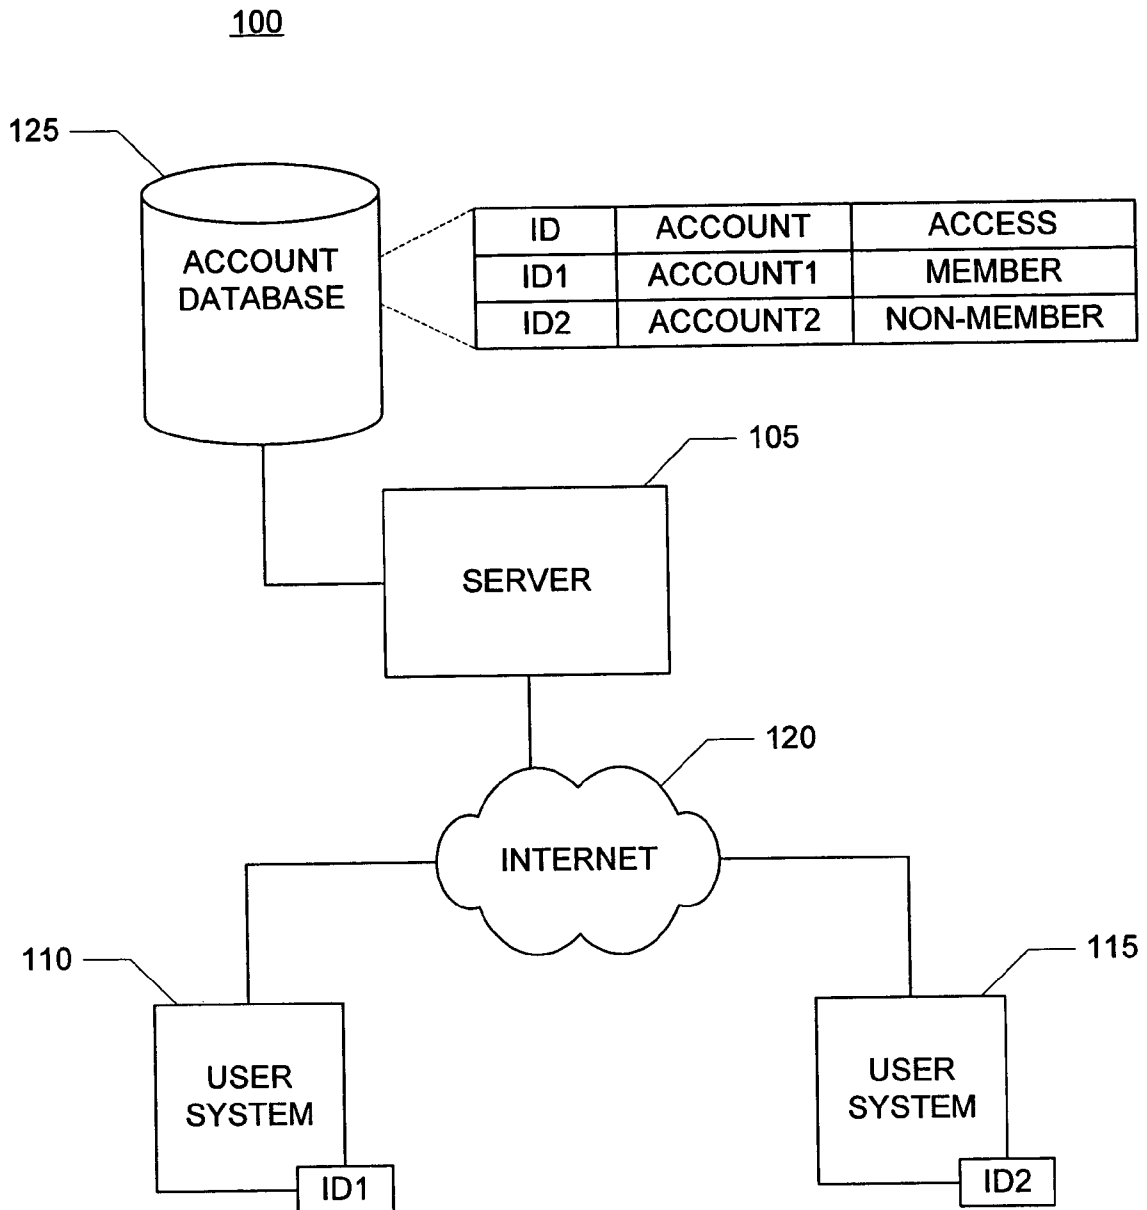 100
125
ACCOUNT
DATABASE
ID ACCOUNT ACCESS
ID1 ACCOUNT1 MEMBER
ID2 ACCOUNT2 NON-MEMBER
105
SERVER
120
INTERNET
110
USER
SYSTEM
ID1
115
USER
SYSTEM
ID2